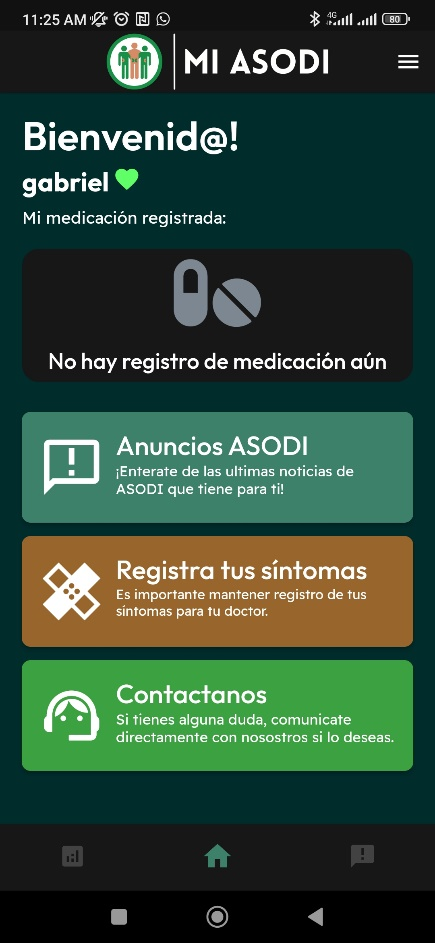 11:25 AM
4G
80
MI ASODI
Bienvenid@!
gabriel
Mi medicación registrada:
No hay registro de medicación aún
Anuncios ASODI
¡Enterate de las ultimas noticias de
ASODI que tiene para ti!
Registra tus síntomas
Es importante mantener registro de tus
síntomas para tu doctor.
Contactanos
Si tienes alguna duda, comunicate
directamente con nosostros si lo deseas.